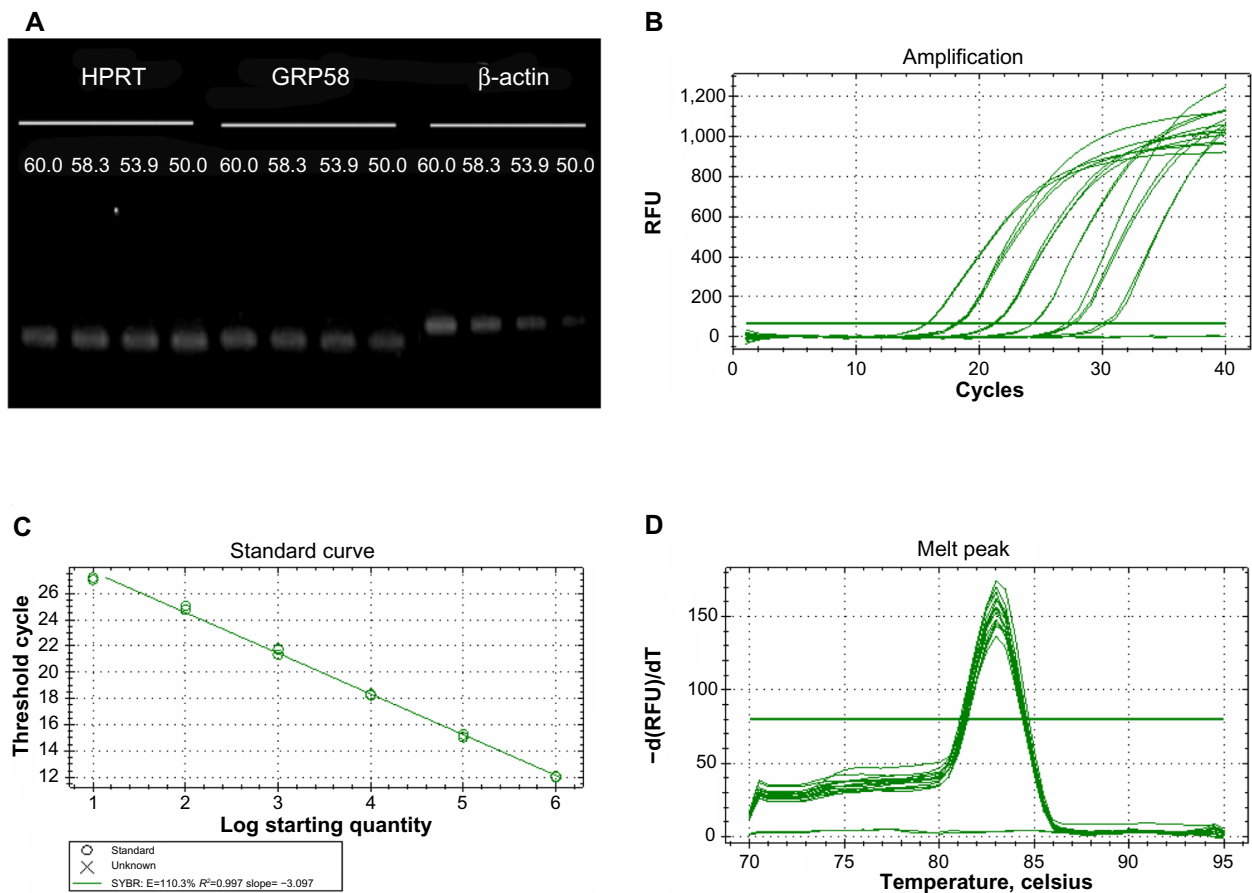 A
HPRT GRP58 β-actin
60.0 58.3 53.9 50.0 60.0 58.3 53.9 50.0 60.0 58.3 53.9 50.0
B
Amplification
1,200
1,000
800
600
400
200
0
RFU
0 10 20 30 40
Cycles
C
Standard curve
26
24
22
20
18
16
14
12
Threshold cycle
1 2 3 4 5 6
Log starting quantity
Standard
Unknown
SYBR: E=110.3% R²=0.997 slope= −3.097
D
Melt peak
150
100
50
0
−d(RFU)/dT
70 75 80 85 90 95
Temperature, celsius